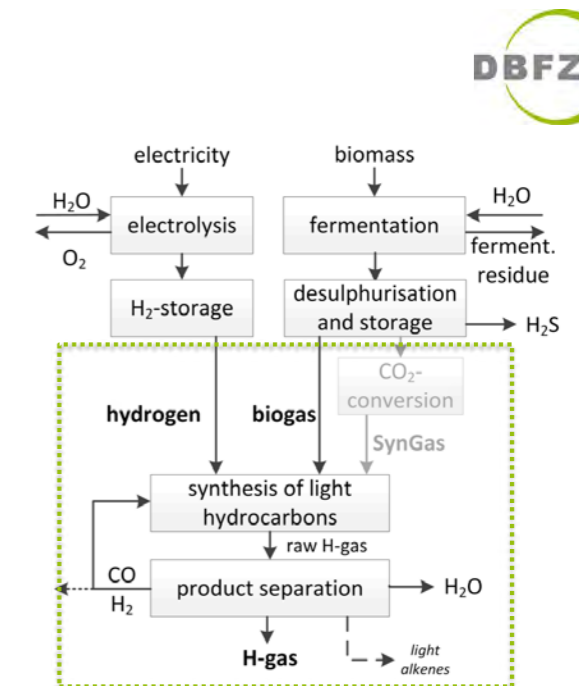 DBFZ
electricity
biomass
H₂O
H₂O
electrolysis
fermentation
O₂
ferment.
residue
H₂-storage
desulphurisation
and storage
H₂S
CO₂-
conversion
hydrogen
biogas
SynGas
synthesis of light
hydrocarbons
raw H-gas
CO
H₂
product separation
H₂O
H-gas
light
alkenes